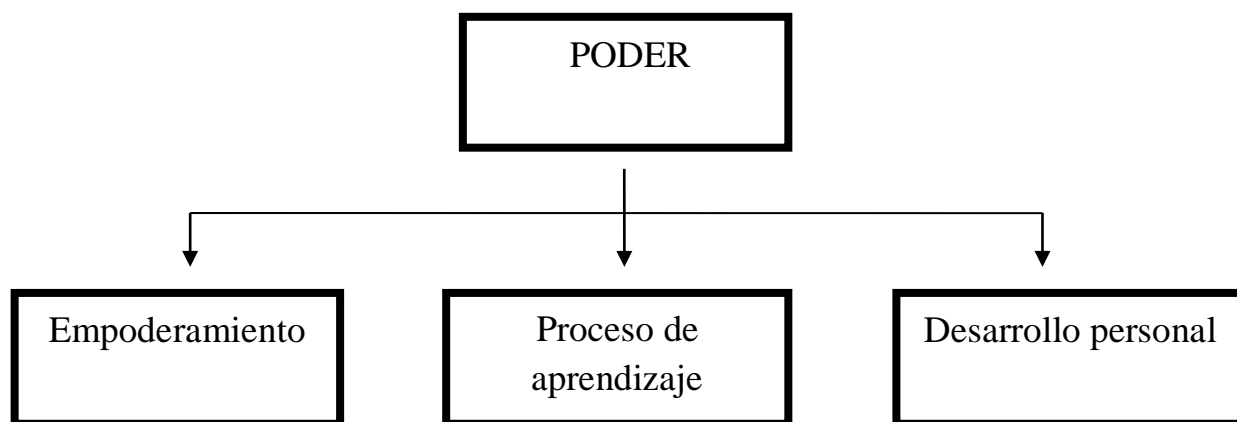 PODER
Empoderamiento
Proceso de
aprendizaje
Desarrollo personal